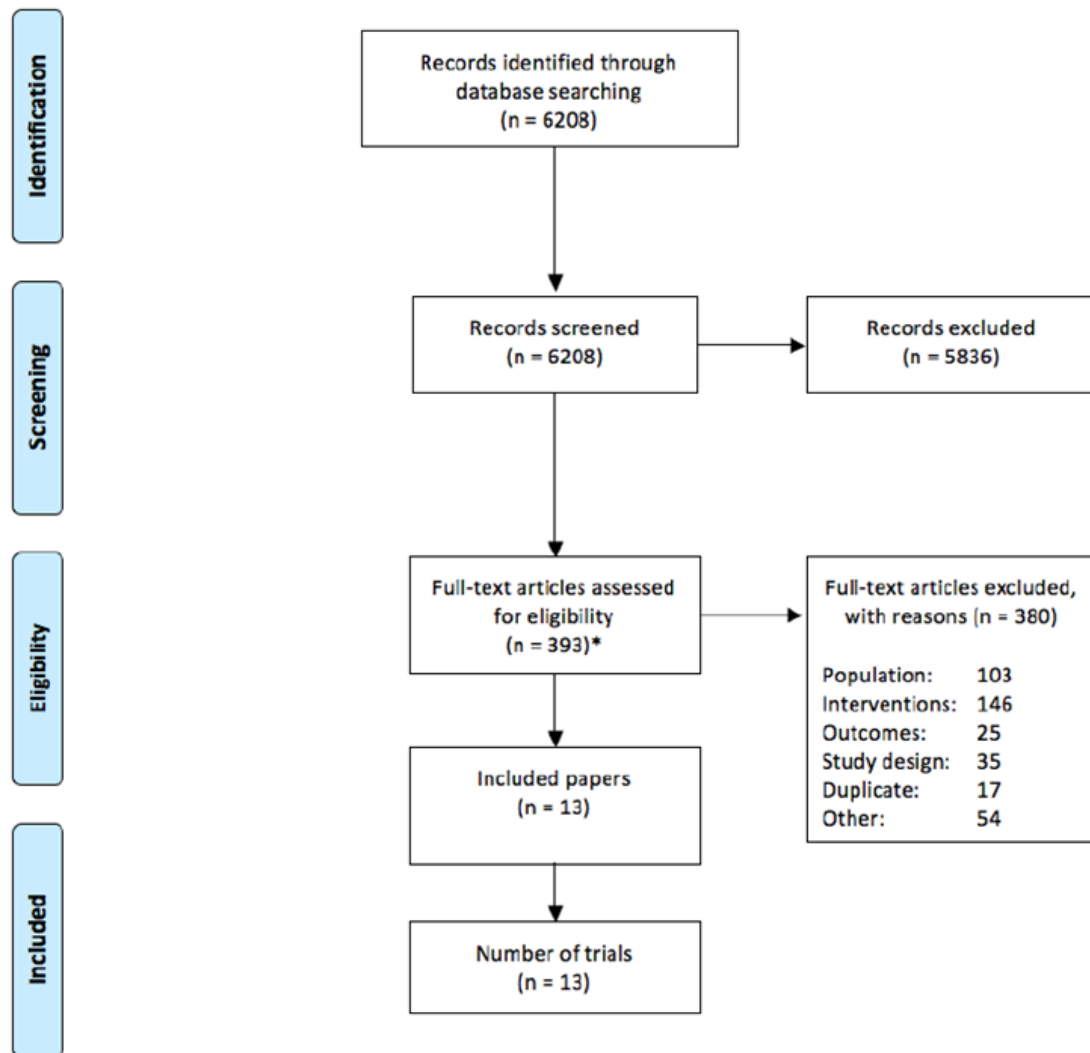 Identification
Records identified through
database searching
(n = 6208)
Screening
Records screened
(n = 6208)
Records excluded
(n = 5836)
Eligibility
Full-text articles assessed
for eligibility
(n = 393)*
Full-text articles excluded,
with reasons (n = 380)
Population: 103
Interventions: 146
Outcomes: 25
Study design: 35
Duplicate: 17
Other: 54
Included papers
(n = 13)
Included
Number of trials
(n = 13)